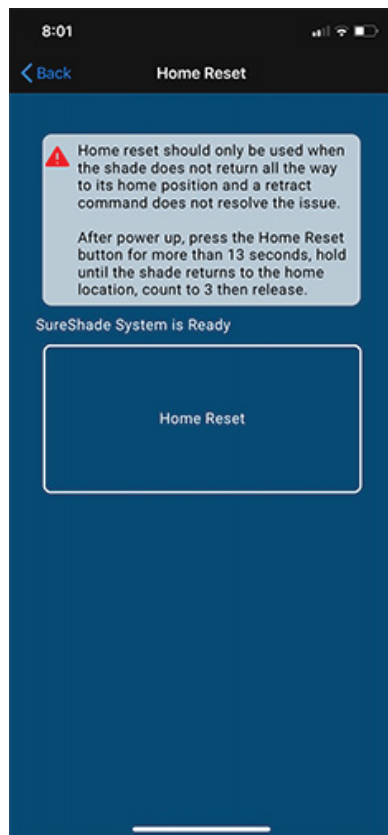 8:01
Back
Home Reset
Home reset should only be used when
the shade does not return all the way
to its home position and a retract
command does not resolve the issue.
After power up, press the Home Reset
button for more than 13 seconds, hold
until the shade returns to the home
location, count to 3 then release.
SureShade System is Ready
Home Reset